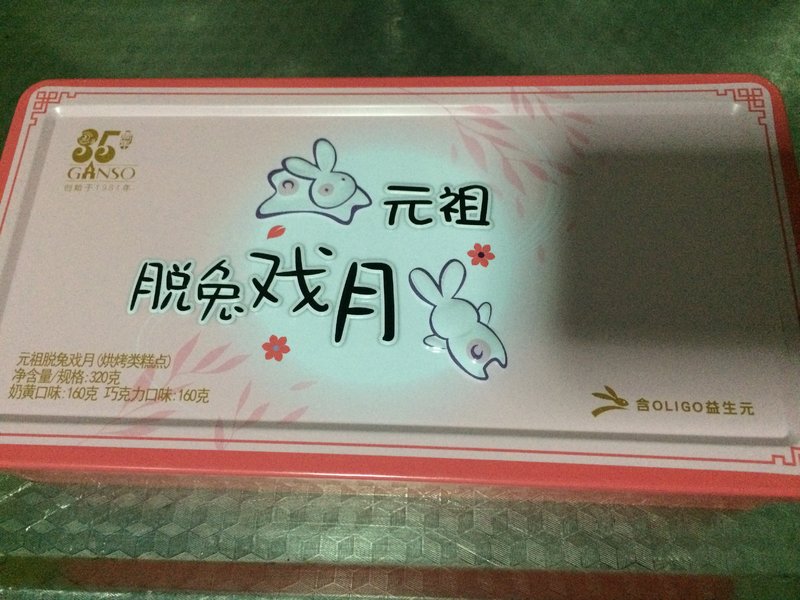 35
GANSO
创始于1981年
元祖
脱兔戏月
元祖脱兔戏月(烘烤类糕点)
净含量/规格:320克
奶黄口味:160克 巧克力口味:160克
含OLIGO益生元